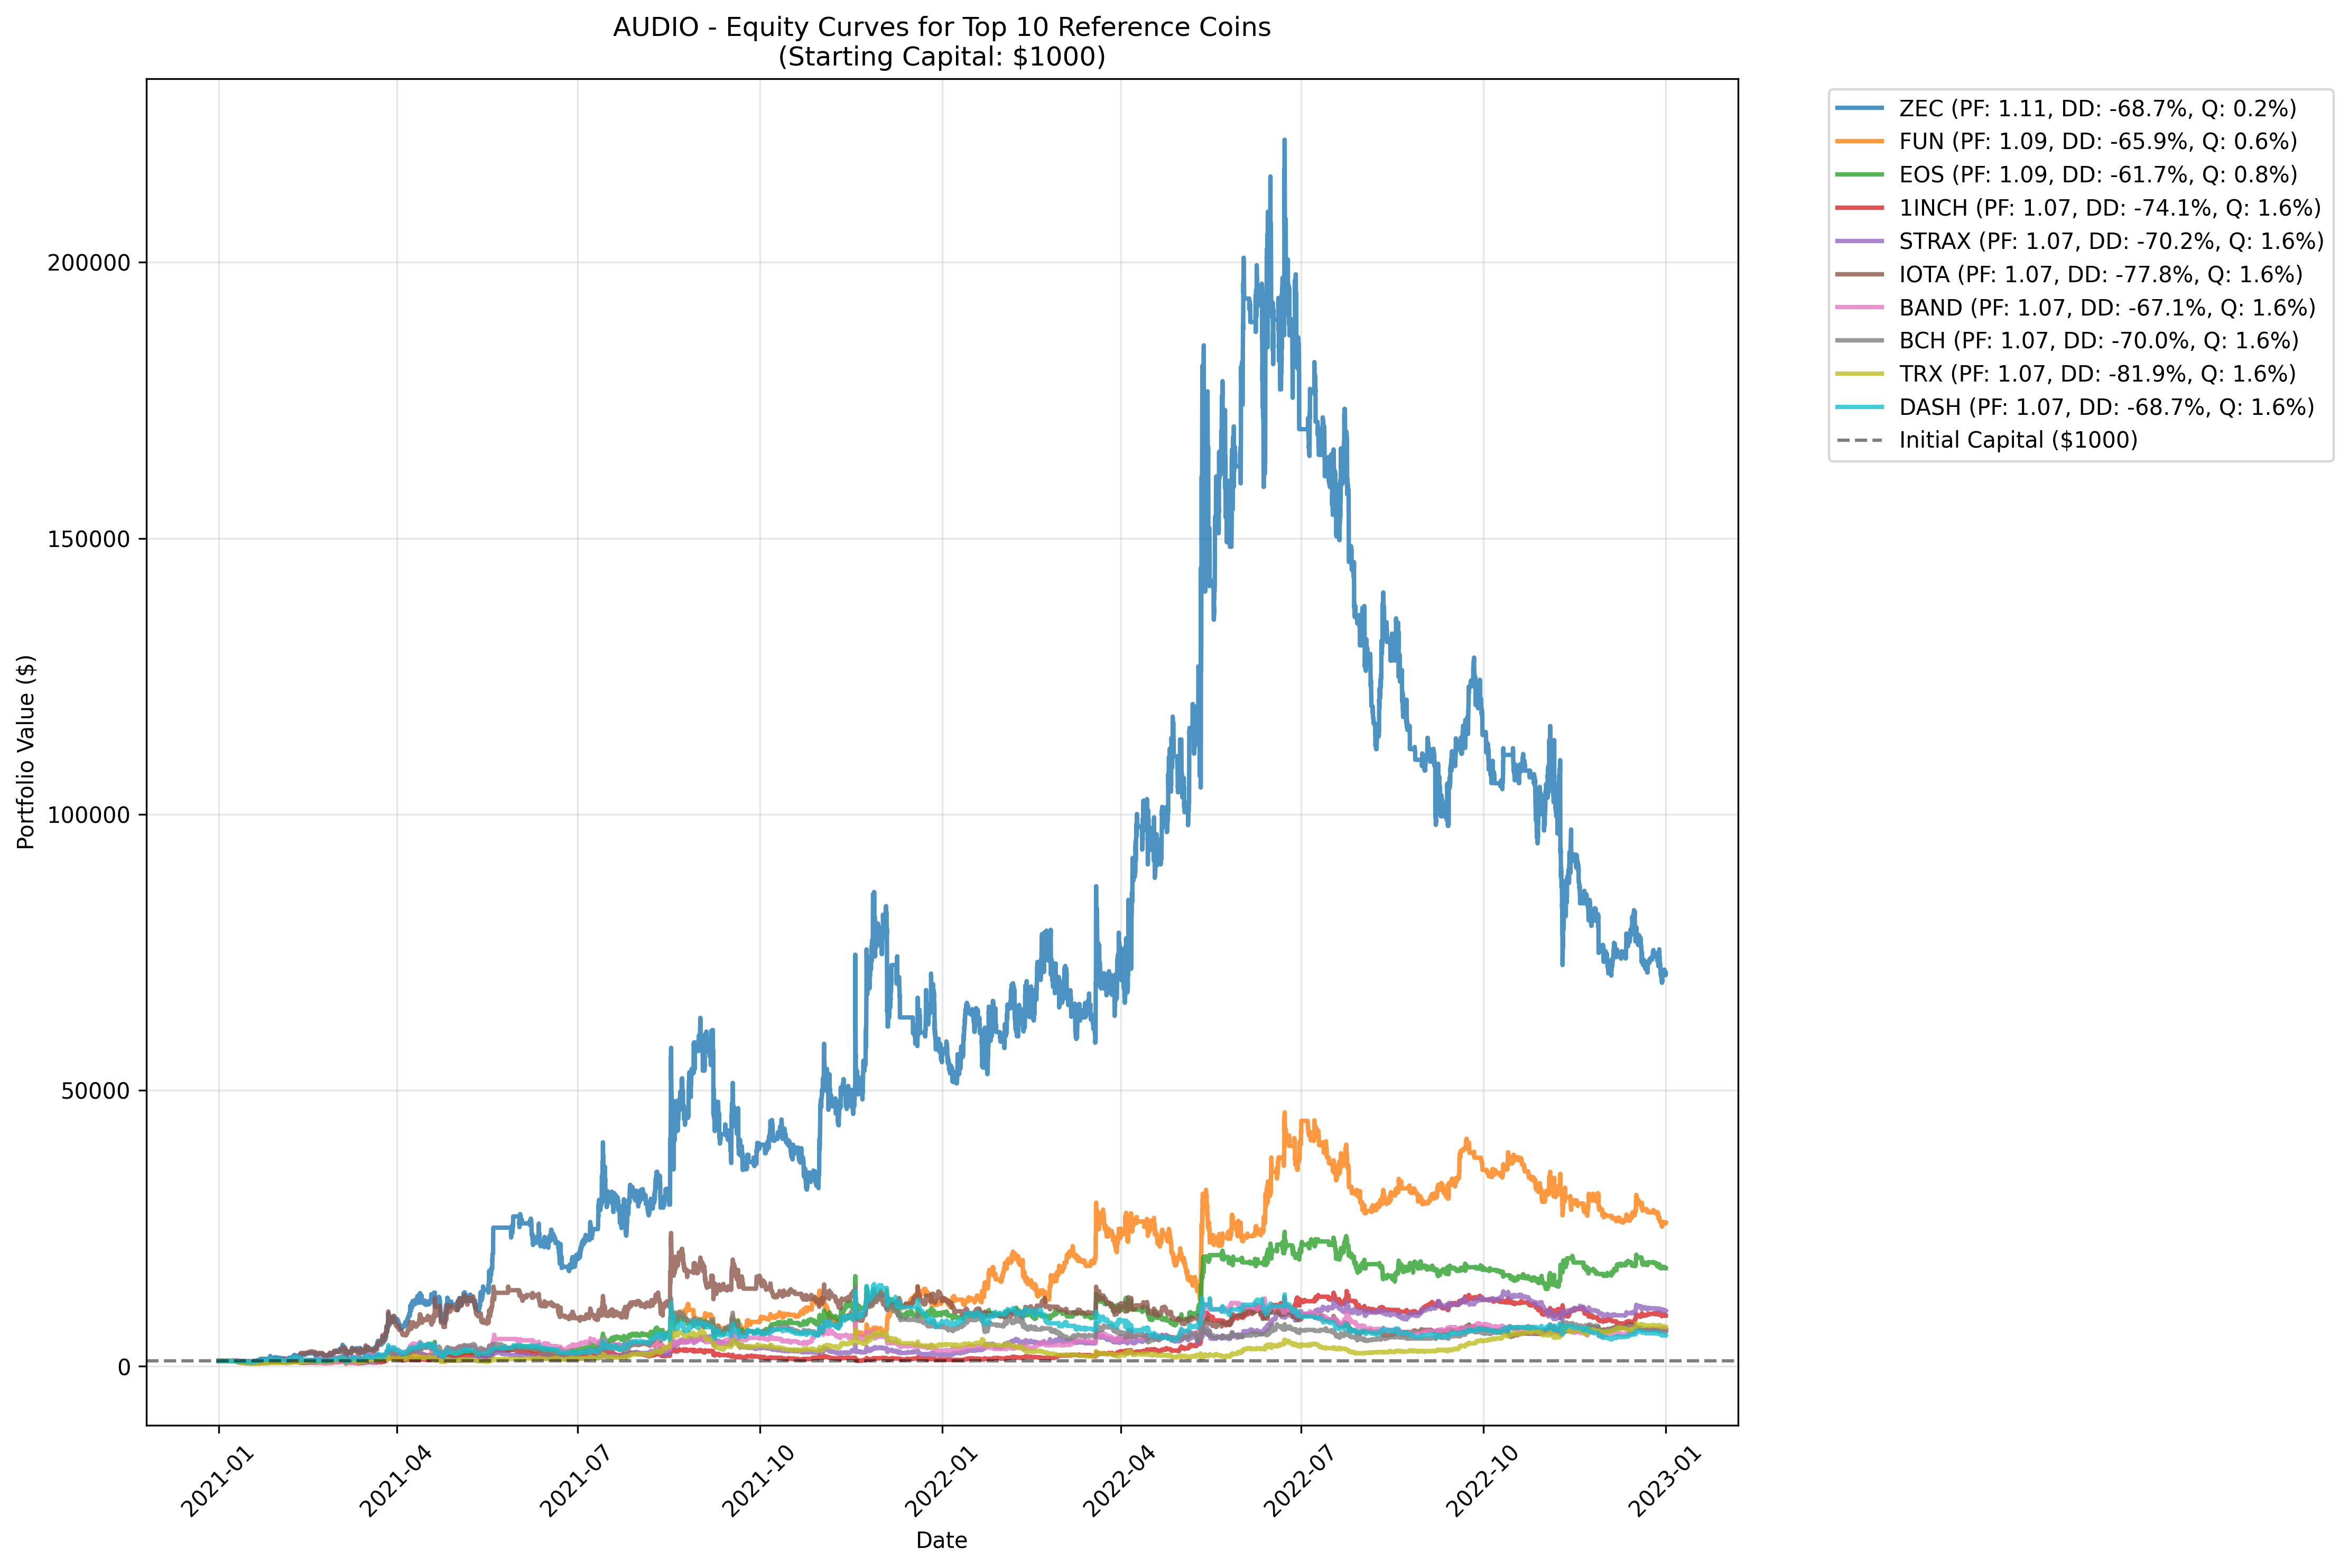 AUDIO - Equity Curves for Top 10 Reference Coins
(Starting Capital: $1000)
ZEC (PF: 1.11, DD: -68.7%, Q: 0.2%)
FUN (PF: 1.09, DD: -65.9%, Q: 0.6%)
EOS (PF: 1.09, DD: -61.7%, Q: 0.8%)
1INCH (PF: 1.07, DD: -74.1%, Q: 1.6%)
STRAX (PF: 1.07, DD: -70.2%, Q: 1.6%)
IOTA (PF: 1.07, DD: -77.8%, Q: 1.6%)
BAND (PF: 1.07, DD: -67.1%, Q: 1.6%)
BCH (PF: 1.07, DD: -70.0%, Q: 1.6%)
TRX (PF: 1.07, DD: -81.9%, Q: 1.6%)
DASH (PF: 1.07, DD: -68.7%, Q: 1.6%)
Initial Capital ($1000)
Portfolio Value ($)
200000
150000
100000
50000
0
2021-01
2021-04
2021-07
2021-10
2022-01
2022-04
2022-07
2022-10
2023-01
Date